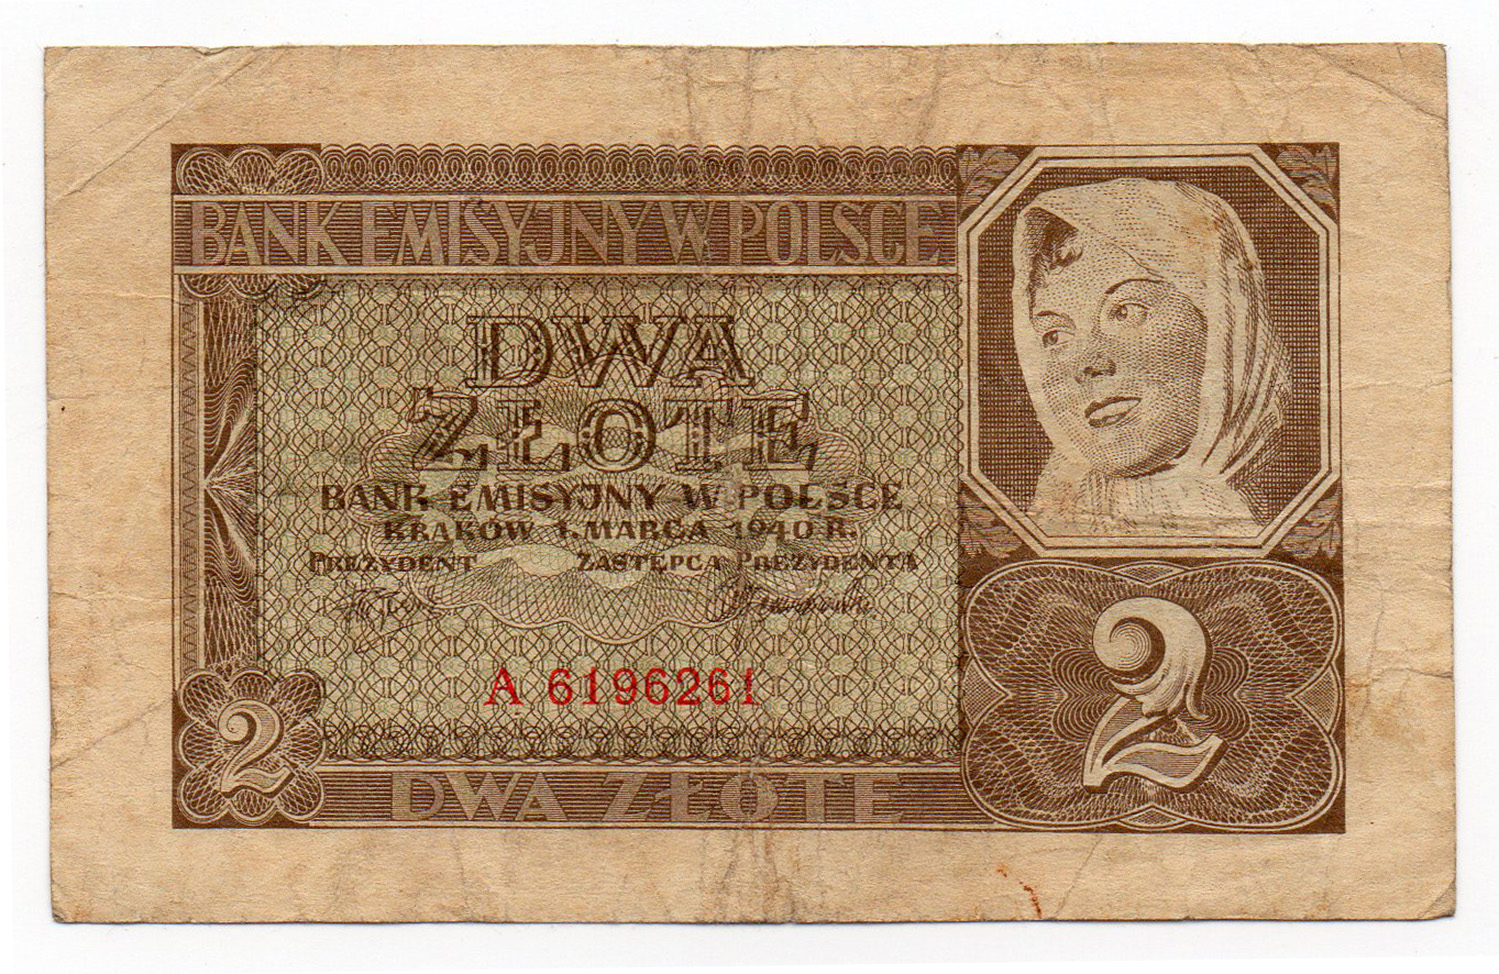 BANK EMISYJNY W POLSCE
DWA
ZŁOTE
BANK EMISYJNY W POLSCE
KRAKÓW 1. MARCA 1940 R.
PREZYDENT ZASTĘPCA PREZYDENTA
A 6196261
2
2
DWA ZŁOTE